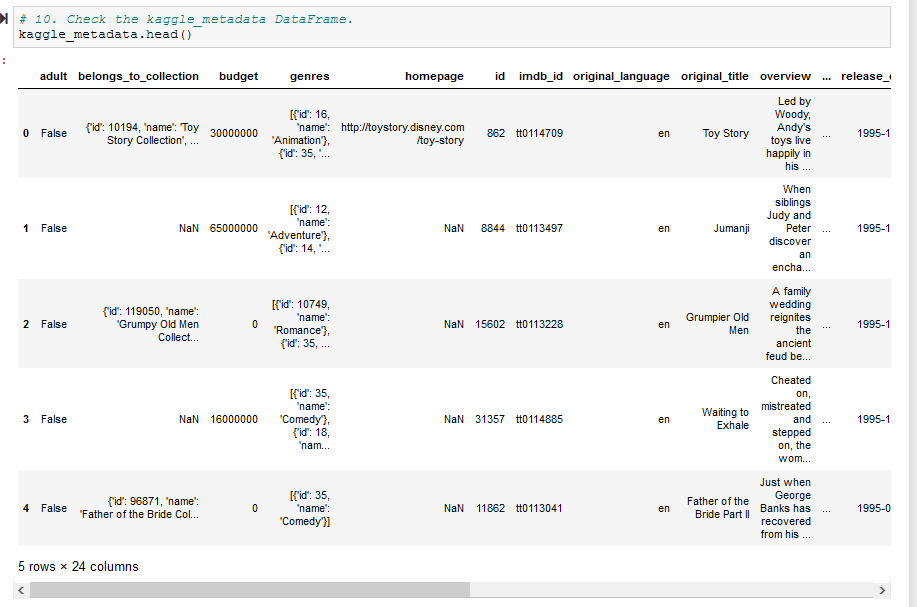 # 10. Check the kaggle_metadata DataFrame.
kaggle_metadata.head()
:
adult belongs_to_collection budget genres homepage id imdb_id original_language original_title overview ... release_
0 False {'id': 10194, 'name': 'Toy Story Collection', ... 30000000 [{'id': 16, 'name': 'Animation'}, {'id': 35, '... http://toystory.disney.com/toy-story 862 tt0114709 en Toy Story Led by Woody, Andy's toys live happily in his ... ... 1995-1
1 False NaN 65000000 [{'id': 12, 'name': 'Adventure'}, {'id': 14, '... NaN 8844 tt0113497 en Jumanji When siblings Judy and Peter discover an encha... ... 1995-1
2 False {'id': 119050, 'name': 'Grumpy Old Men Collect... 0 [{'id': 10749, 'name': 'Romance'}, {'id': 35, ... NaN 15602 tt0113228 en Grumpier Old Men A family wedding reignites the ancient feud be... ... 1995-1
3 False NaN 16000000 [{'id': 35, 'name': 'Comedy'}, {'id': 18, 'nam... NaN 31357 tt0114885 en Waiting to Exhale Cheated on, mistreated and stepped on, the wom... ... 1995-1
4 False {'id': 96871, 'name': 'Father of the Bride Col... 0 [{'id': 35, 'name': 'Comedy'}] NaN 11862 tt0113041 en Father of the Bride Part II Just when George Banks has recovered from his ... ... 1995-0
5 rows × 24 columns